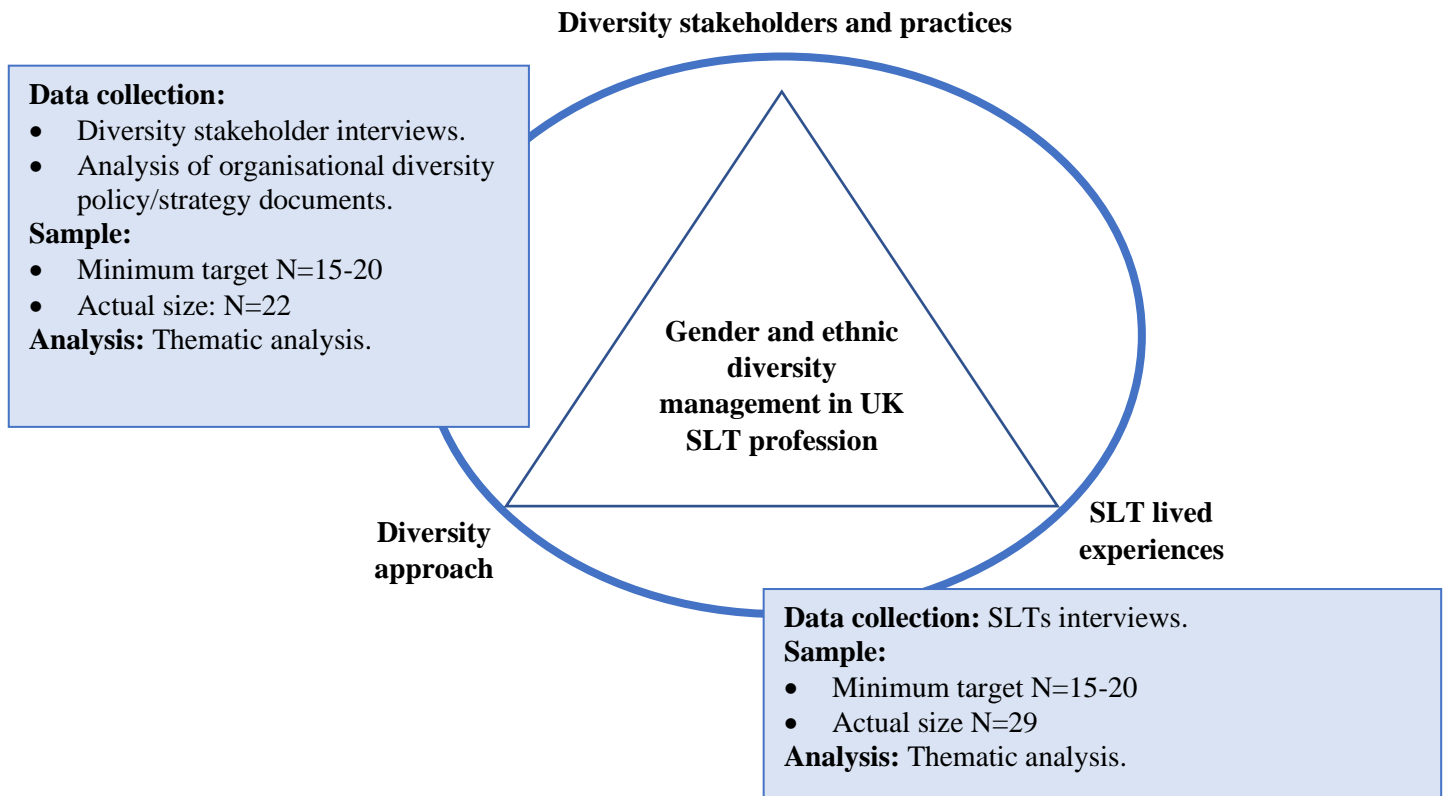 Diversity stakeholders and practices
Data collection:
• Diversity stakeholder interviews.
• Analysis of organisational diversity
policy/strategy documents.
Sample:
• Minimum target N=15-20
• Actual size: N=22
Analysis: Thematic analysis.
Gender and ethnic
diversity
management in UK
SLT profession
Diversity
approach
SLT lived
experiences
Data collection: SLTs interviews.
Sample:
• Minimum target N=15-20
• Actual size N=29
Analysis: Thematic analysis.